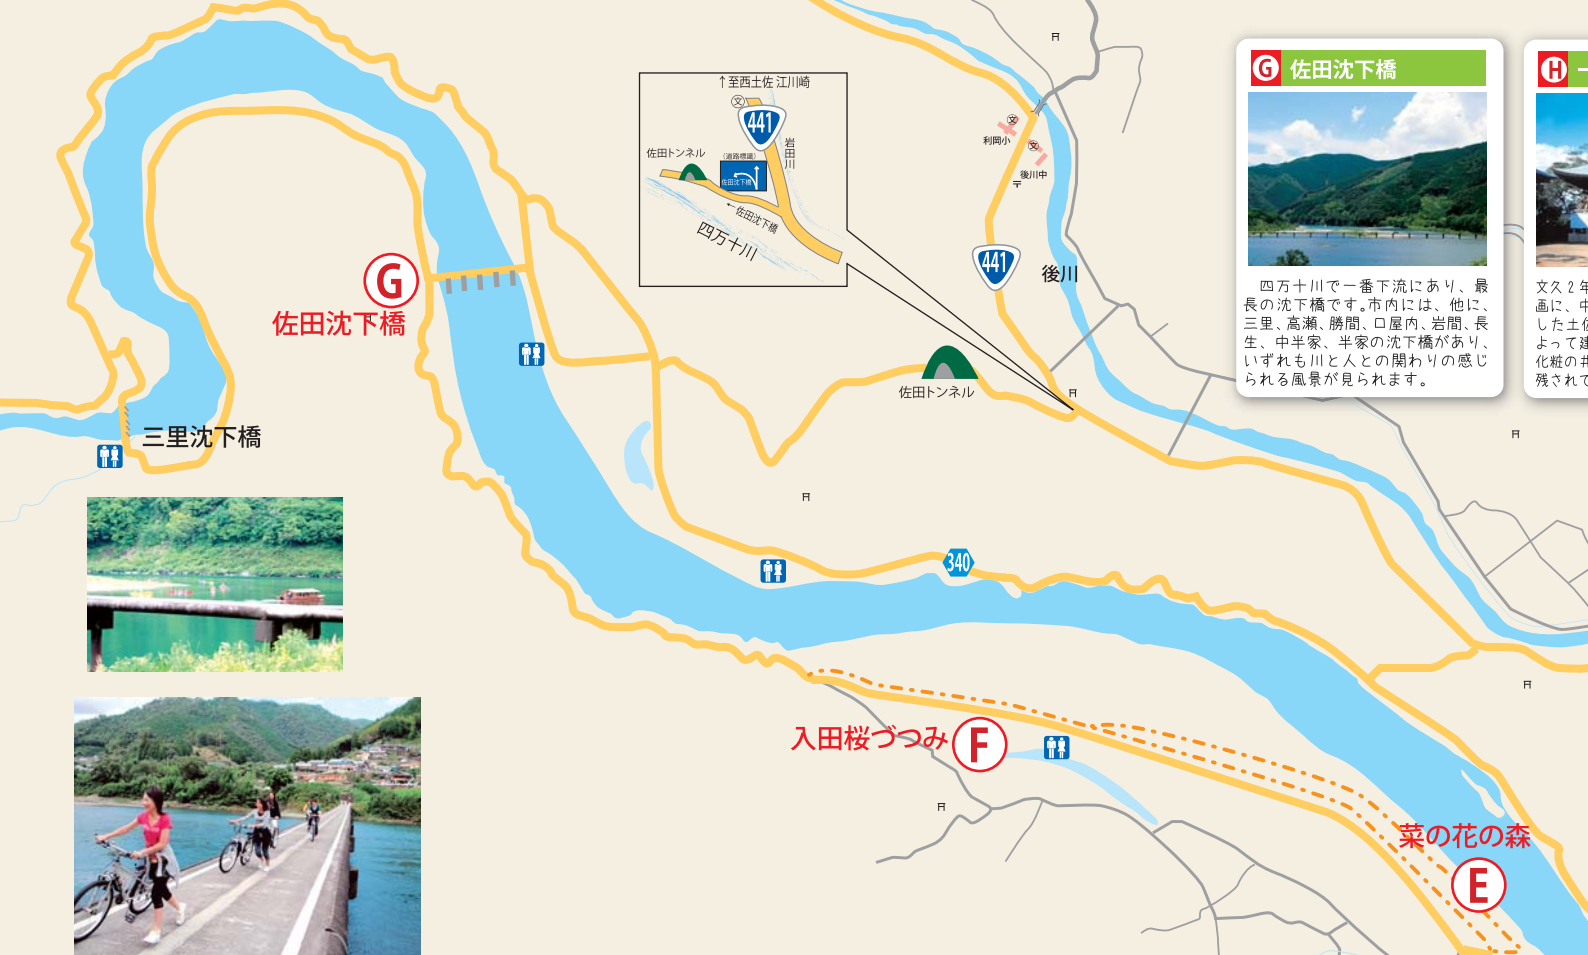 ↑至西土佐 江川崎
文
441
岩田川
佐田トンネル
(道路標識)
佐田沈下橋
←佐田沈下橋
四万十川
文
利岡小
文
後川中
〒
441
後川
G
佐田沈下橋
四万十川で一番下流にあり、最
長の沈下橋です。市内には、他に、
三里、高瀬、勝間、口屋内、岩間、長
生、中半家、半家の沈下橋があり、
いずれも川と人との関わりの感じ
られる風景が見られます。
H
文久2年
画に、中
した土佐
よって建
化粧の井
残されて
G
佐田沈下橋
佐田トンネル
三里沈下橋
340
入田桜づつみ
F
菜の花の森
E